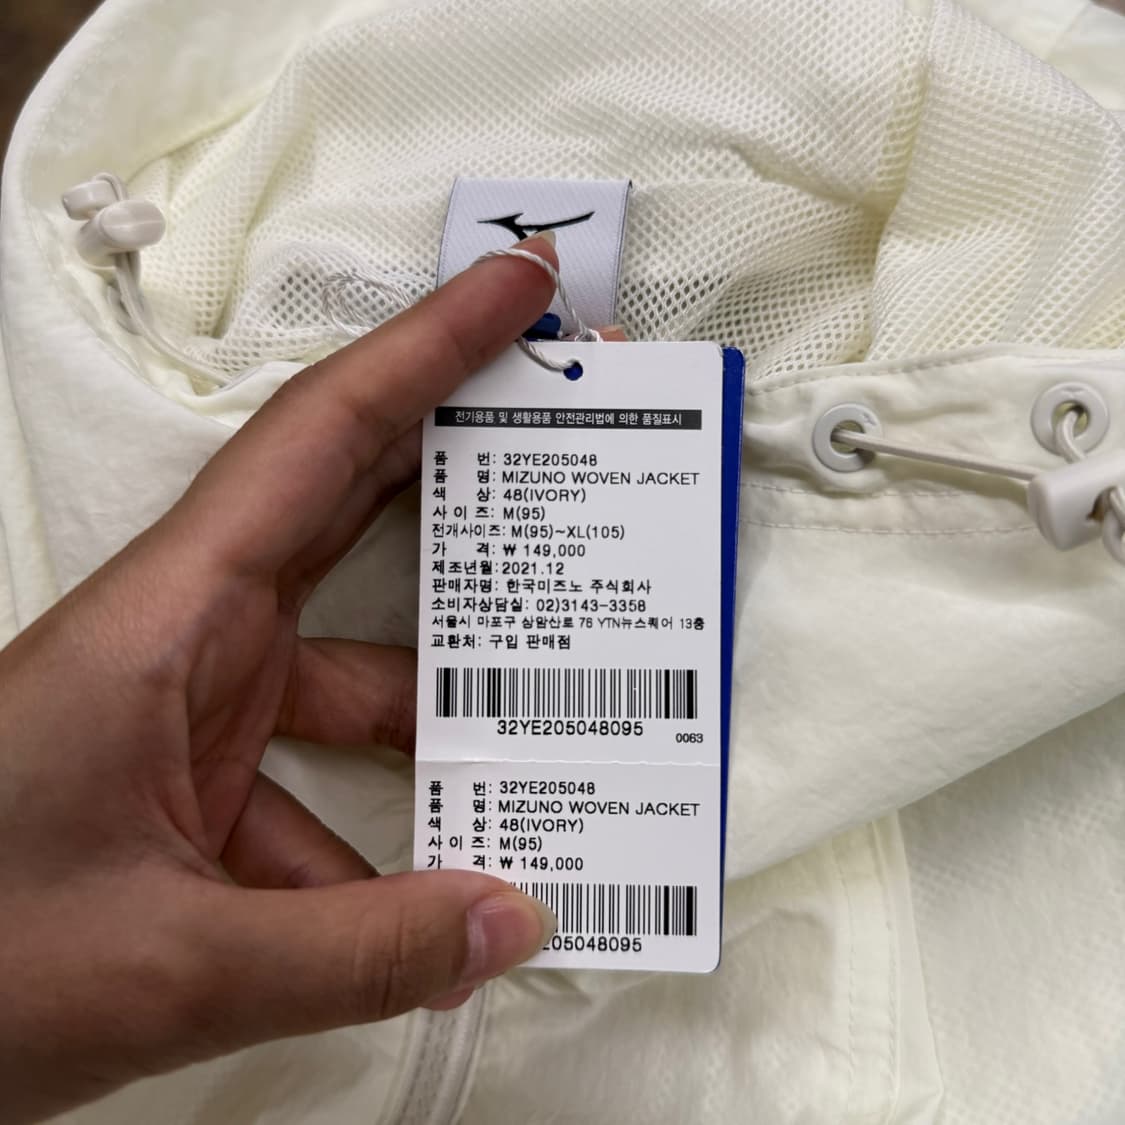 전기용품 및 생활용품 안전관리법에 의한 품질표시
품 번: 32YE205048
품 명: MIZUNO WOVEN JACKET
색 상: 48(IVORY)
사 이 즈: M(95)
전개사이즈: M(95)~XL(105)
가 격: ₩ 149,000
제조년월:2021.12
판매자명: 한국미즈노 주식회사
소비자상담실: 02)3143-3358
서울시 마포구 상암산로 76 YTN뉴스퀘어 13층
교환처: 구입 판매점
32YE205048095
0063
품 번: 32YE205048
품 명: MIZUNO WOVEN JACKET
색 상: 48(IVORY)
사 이 즈: M(95)
가 격: ₩ 149,000
205048095